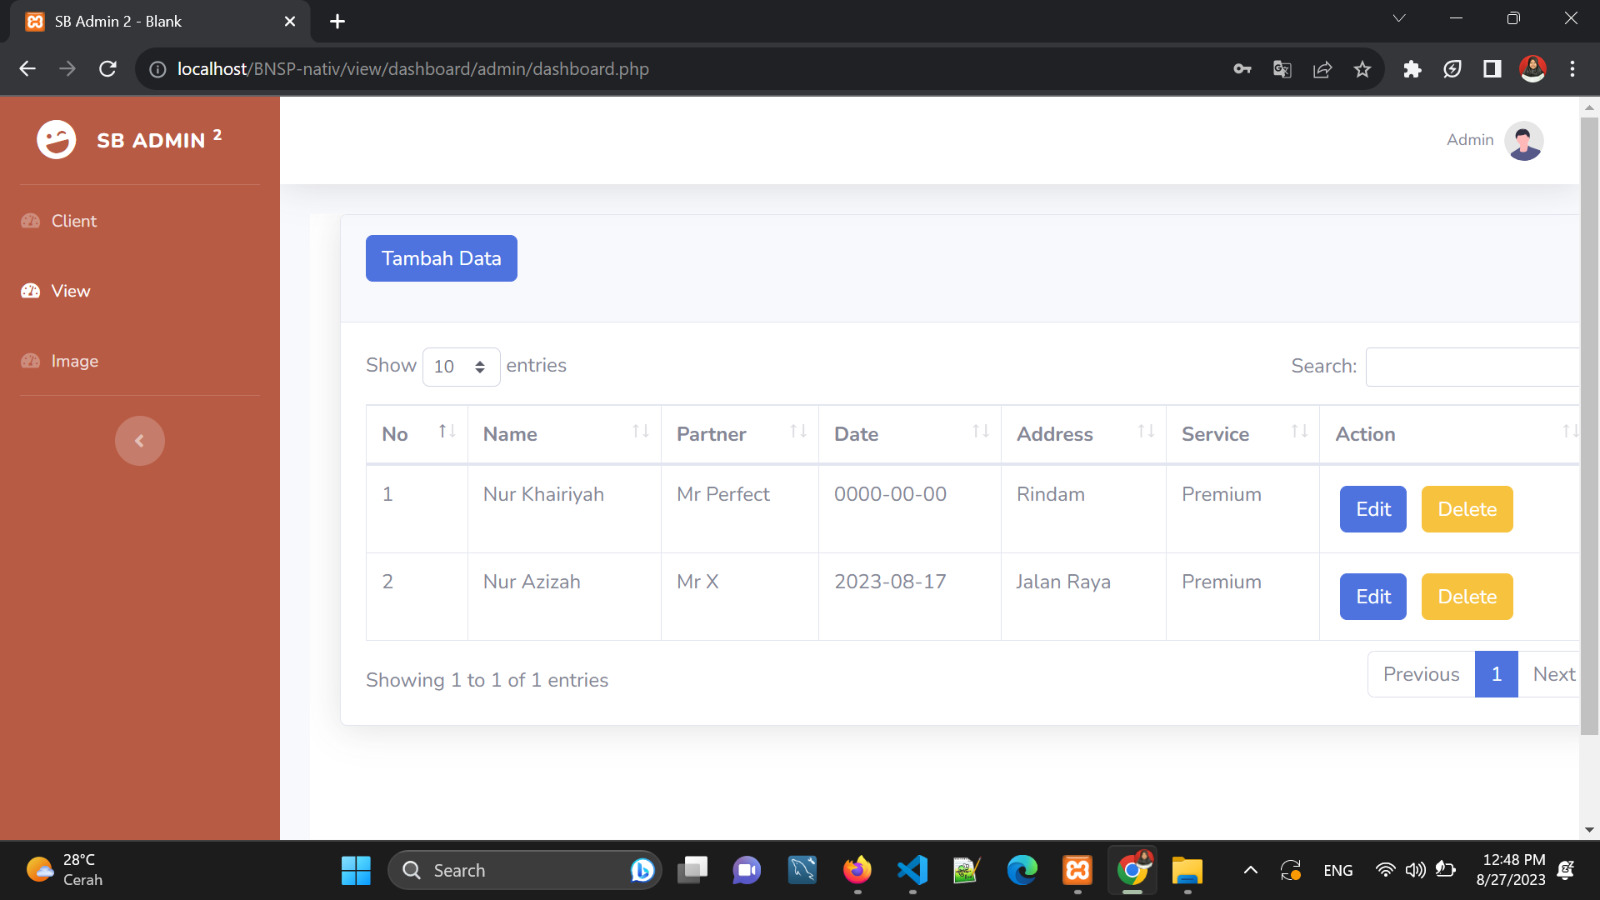 SB Admin 2 - Blank
localhost/BNSP-nativ/view/dashboard/admin/dashboard.php
SB ADMIN 2
Admin
Client
View
Image
Tambah Data
Show 10 entries
Search:
No Name Partner Date Address Service Action
1 Nur Khairiyah Mr Perfect 0000-00-00 Rindam Premium Edit Delete
2 Nur Azizah Mr X 2023-08-17 Jalan Raya Premium Edit Delete
Showing 1 to 1 of 1 entries
Previous 1 Next
28°C
Cerah
Search
ENG
12:48 PM
8/27/2023